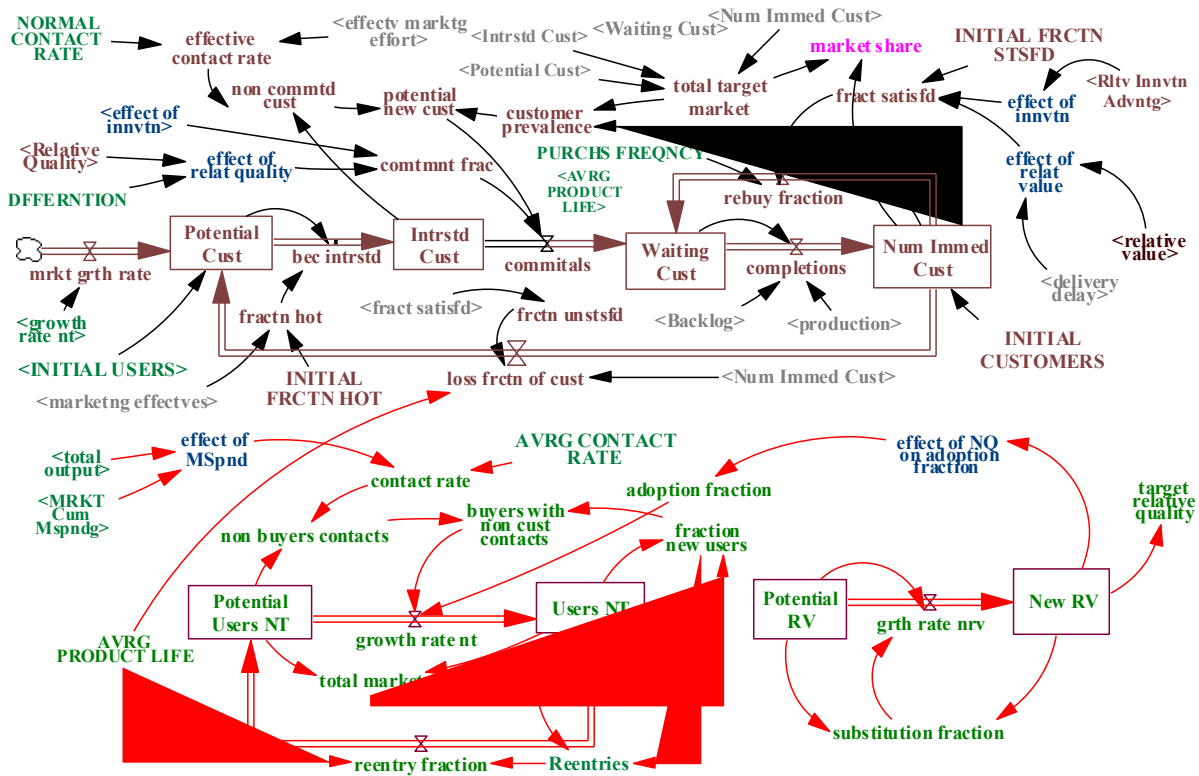 NORMAL
CONTACT
RATE
effective
contact rate
<effectv marktg
effort>
<Intrstd Cust>
<Waiting Cust>
<Num Immed Cust>
market share
INITIAL FRCTN
STSFD
<Potential Cust>
total target
market
fract satisfd
effect of
innvtn
<Rltv Innvtn
Advntg>
non commtd
cust
potential
new cust
customer
prevalence
<effect of
innvtn>
<Relative
Quality>
effect of
relat quality
comtmnt frac
PURCHS FREQNCY
<AVRG
PRODUCT
LIFE>
rebuy fraction
effect of
relat
value
DFFERNTION
Potential
Cust
bec intrstd
Intrstd
Cust
commitals
Waiting
Cust
completions
Num Immed
Cust
<relative
value>
mrkt grth rate
<growth
rate nt>
fractn hot
<fract satisfd>
frctn unstsfd
<Backlog>
<production>
<delivery
delay>
<INITIAL USERS>
<marketng effectves>
INITIAL
FRCTN HOT
loss frctn of cust
<Num Immed Cust>
INITIAL
CUSTOMERS
<total
output>
effect of
MSpnd
AVRG CONTACT
RATE
effect of NO
on adoption
fraction
<MRKT
Cum
Mspndg>
contact rate
adoption fraction
target
relative
quality
non buyers contacts
buyers with
non cust
contacts
fraction
new users
Potential
Users NT
growth rate nt
Users NT
Potential
RV
grth rate nrv
New RV
AVRG
PRODUCT LIFE
total market
substitution fraction
reentry fraction
Reentries